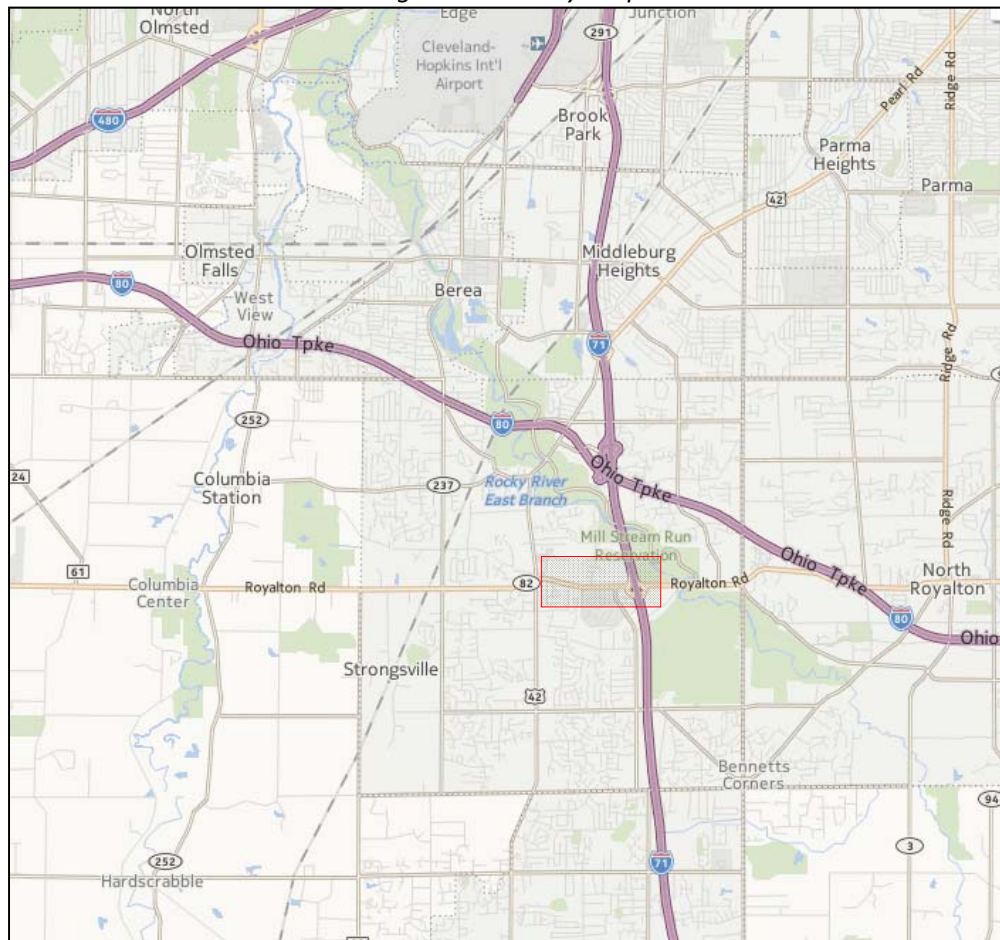 North
Olmsted
Edge
Junction
291
Cleveland-
Hopkins Int'l
Airport
480
Brook
Park
Pearl Rd
Ridge Rd
Parma
Heights
Parma
42
Olmsted
Falls
Middleburg
Heights
80
Berea
West
View
Ohio Tpke
71
Ridge Rd
252
80
Columbia
Station
24
237
Rocky River
East Branch
Ohio Tpke
Ridge Rd
Mill Stream Run
Reservation
61
Columbia
Center
Royalton Rd
82
Royalton Rd
Ohio Tpke
North
Royalton
80
Ohio
Strongsville
42
Bennetts
Corners
94
3
252
71
Hardscrabble